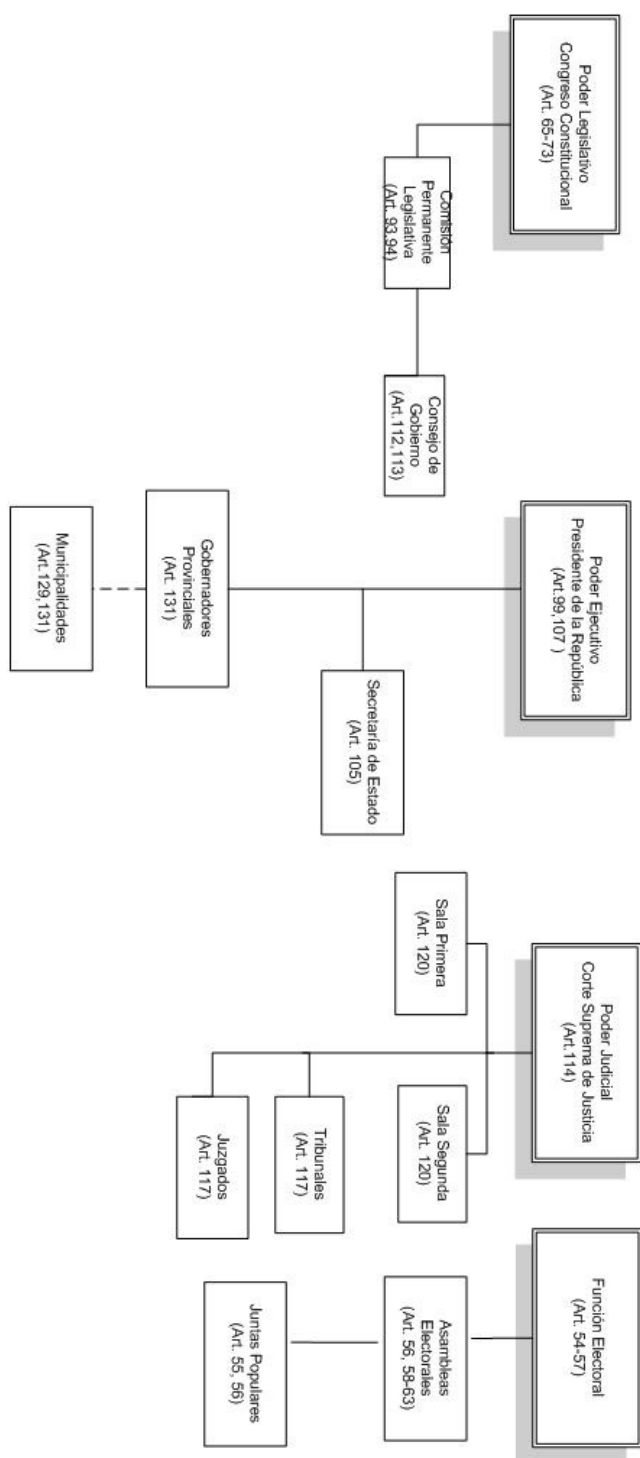 Poder Legislativo
Congreso Constitucional
(Art. 65-73)
Comisión
Permanente
Legislativa
(Art. 93,94)
Consejo de
Gobierno
(Art.112,113)
Poder Ejecutivo
Presidente de la República
(Art.99,107 )
Secretaría de Estado
(Art. 105)
Gobernadores
Provinciales
(Art. 131)
Municipalidades
(Art.129,131)
Poder Judicial
Corte Suprema de Justicia
(Art.114)
Sala Primera
(Art. 120)
Sala Segunda
(Art. 120)
Tribunales
(Art. 117)
Juzgados
(Art. 117)
Función Electoral
(Art. 54-57)
Asambleas
Electorales
(Art. 56, 58-63)
Juntas Populares
(Art. 55, 56)